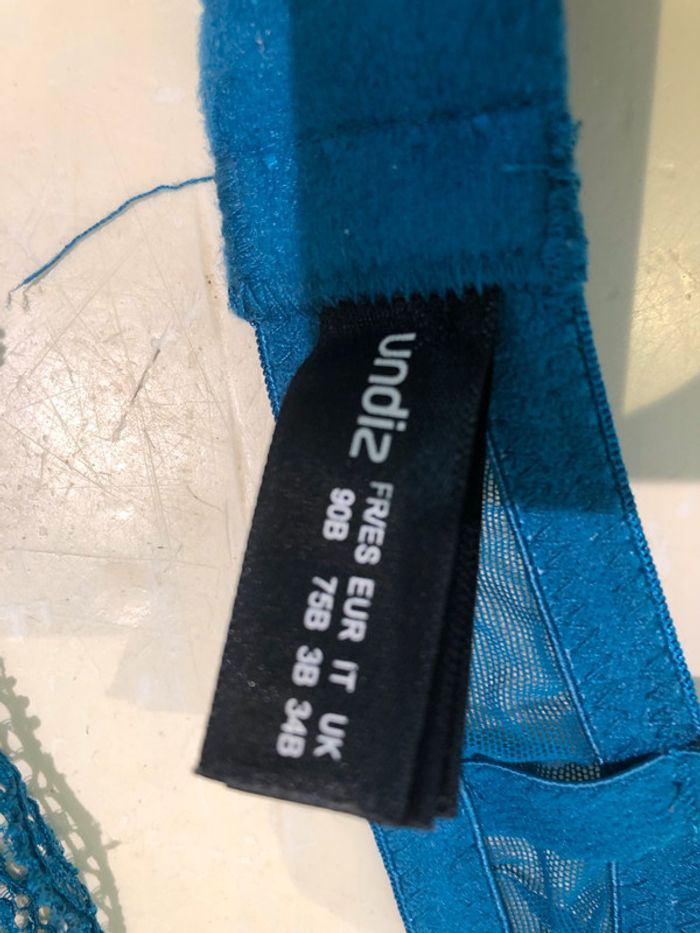 undiz
FR/ES EUR IT UK
90B 75B 3B 34B